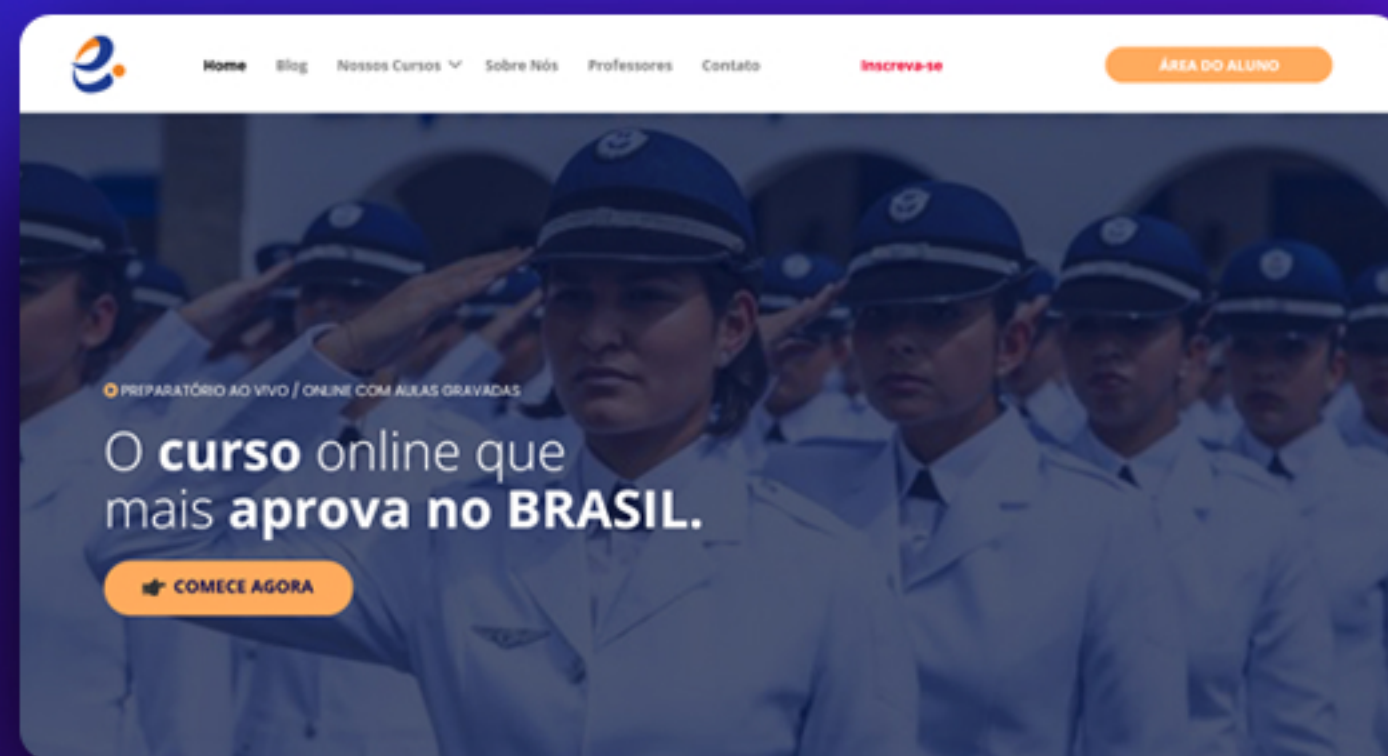 Home Blog Nossos Cursos Sobre Nós Professores Contato Inscreva-se ÁREA DO ALUNO
PREPARATÓRIO AO VIVO / ONLINE COM AULAS GRAVADAS
O curso online que
mais aprova no BRASIL.
COMECE AGORA